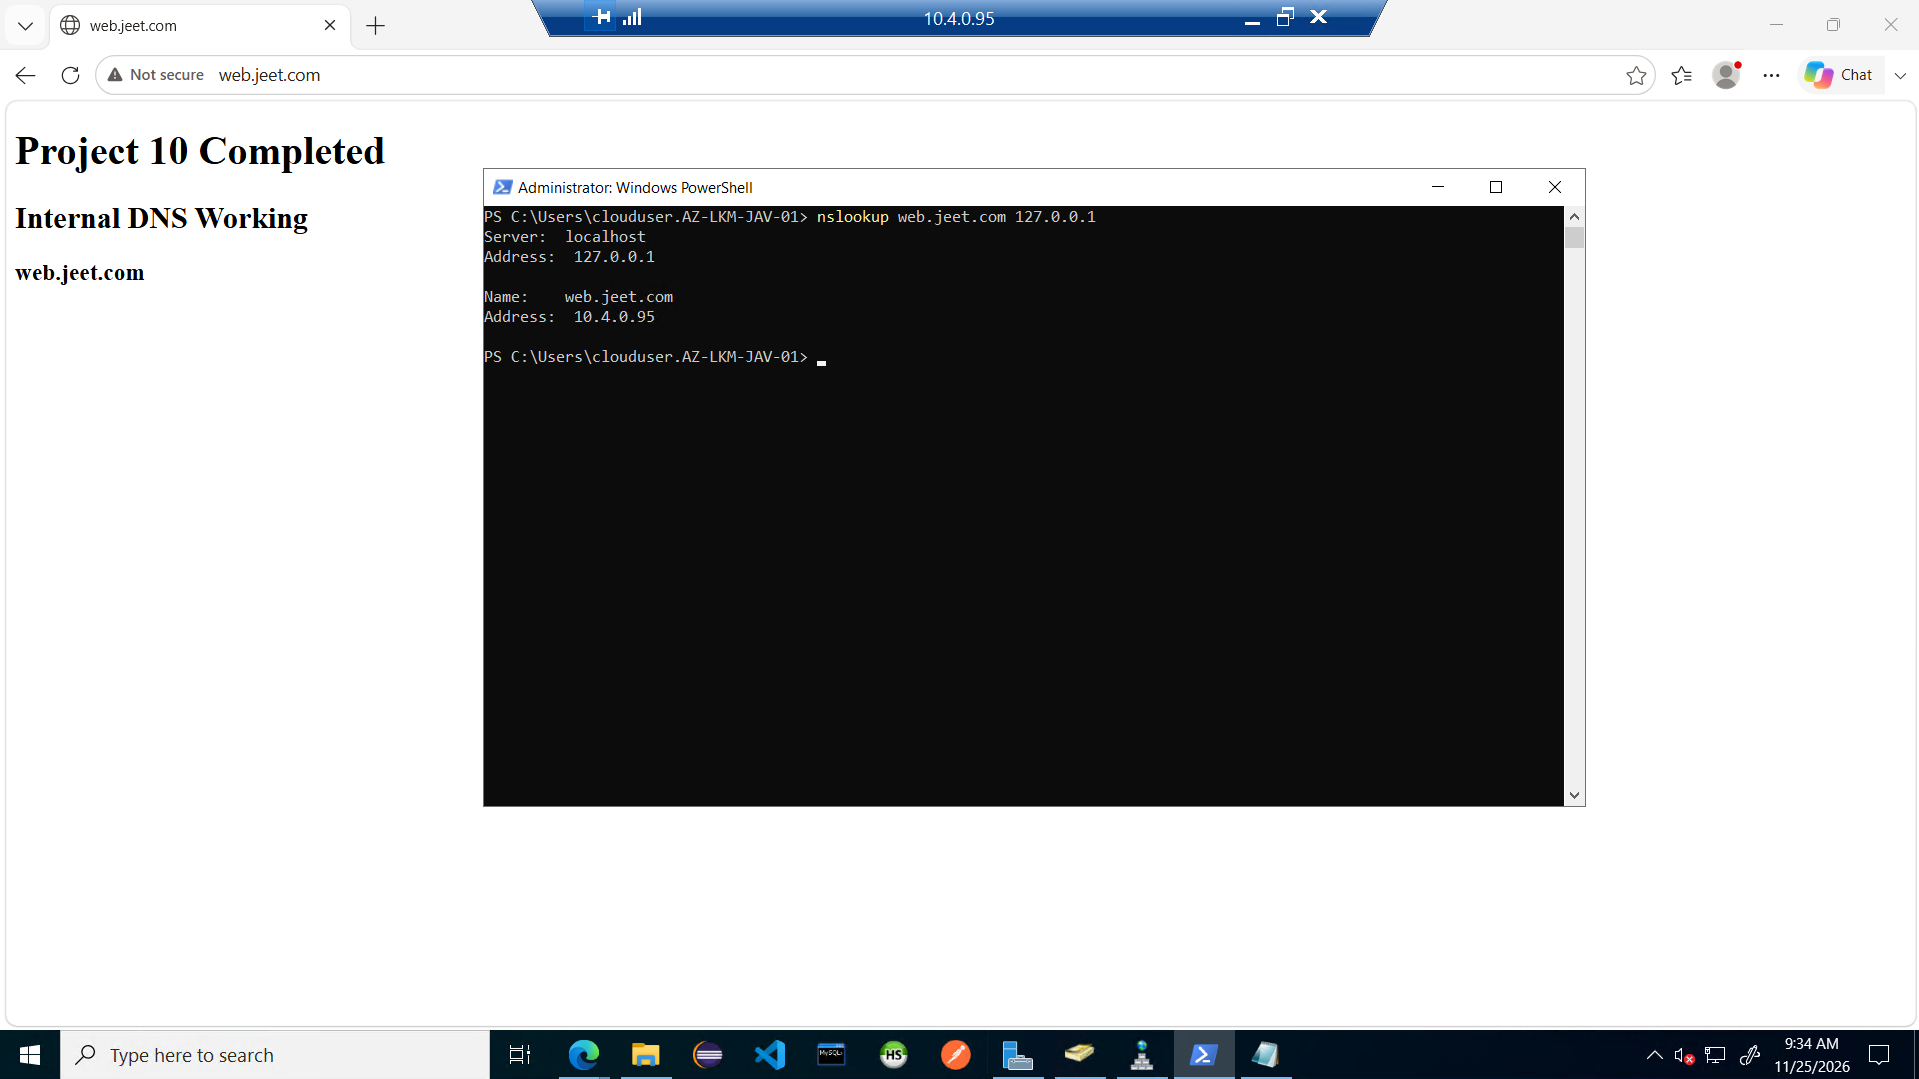 web.jeet.com
10.4.0.95
Not secure web.jeet.com
Chat
Project 10 Completed
Internal DNS Working
web.jeet.com
Administrator: Windows PowerShell
PS C:\Users\clouduser.AZ-LKM-JAV-01> nslookup web.jeet.com 127.0.0.1
Server:  localhost
Address:  127.0.0.1
Name:    web.jeet.com
Address:  10.4.0.95
PS C:\Users\clouduser.AZ-LKM-JAV-01>
Type here to search
MySQL
HS
9:34 AM
11/25/2026